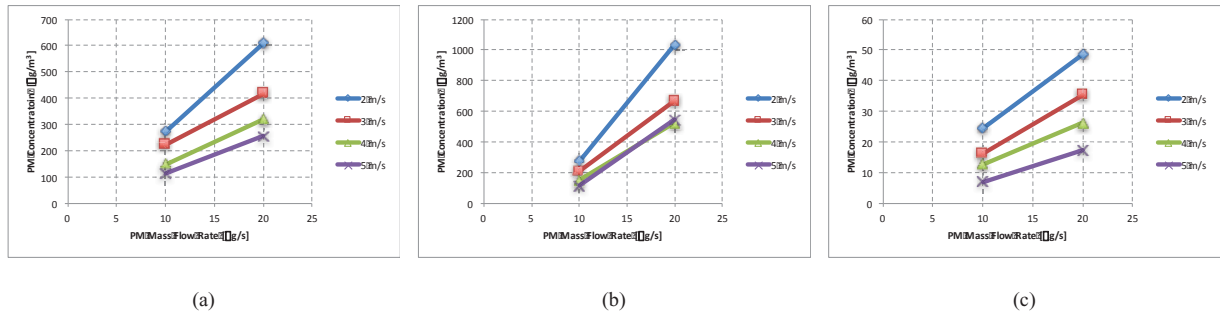 700
600
500
400
300
200
100
0
0 5 10 15 20 25
PM Concentratoin [g/m³]
PM Mass Flow Rate [g/s]
2 m/s
3 m/s
4 m/s
5 m/s
(a)
1200
1000
800
600
400
200
0
0 5 10 15 20 25
PM Concentration [g/m³]
PM Mass Flow Rate [g/s]
2 m/s
3 m/s
4 m/s
5 m/s
(b)
60
50
40
30
20
10
0
0 5 10 15 20 25
PM Concentration [g/m³]
PM Mass Flow Rate [g/s]
2 m/s
3 m/s
4 m/s
5 m/s
(c)